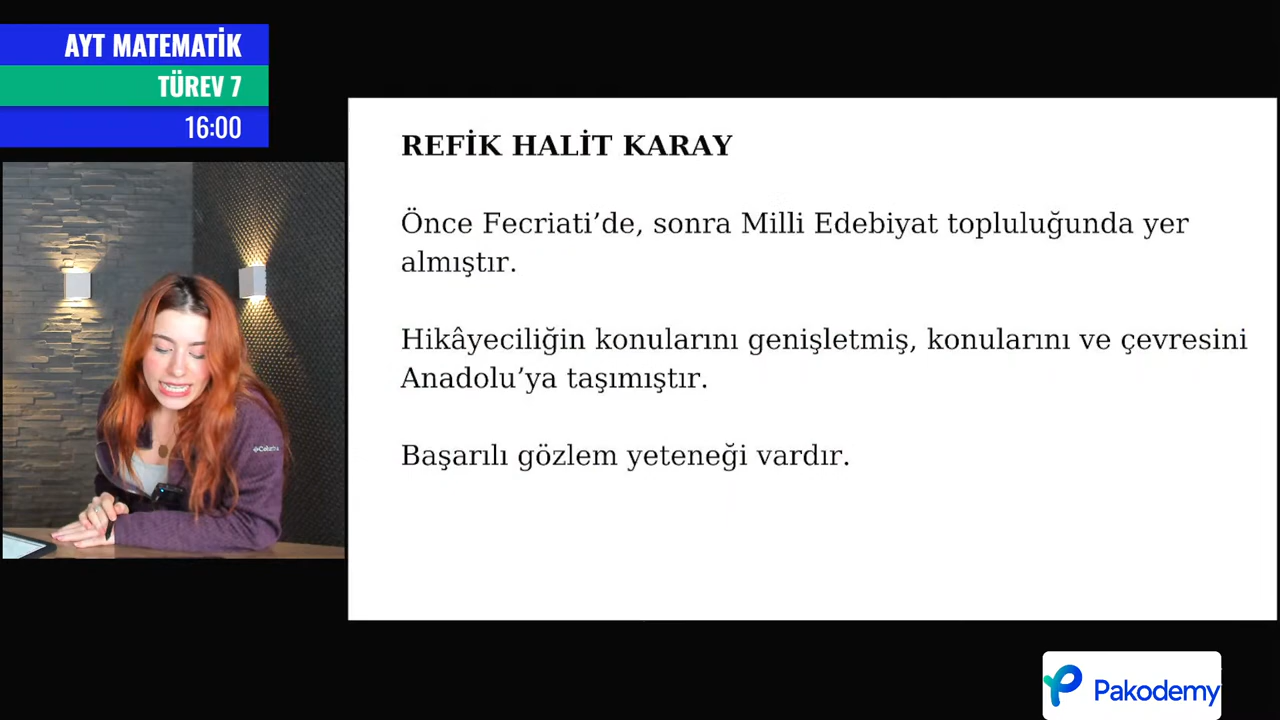 AYT MATEMATİK
TÜREV 7
16:00
REFİK HALİT KARAY
Önce Fecriati’de, sonra Milli Edebiyat topluluğunda yer
almıştır.
Hikâyeciliğin konularını genişletmiş, konularını ve çevresini
Anadolu’ya taşımıştır.
Başarılı gözlem yeteneği vardır.
Columbia
Pakodemy